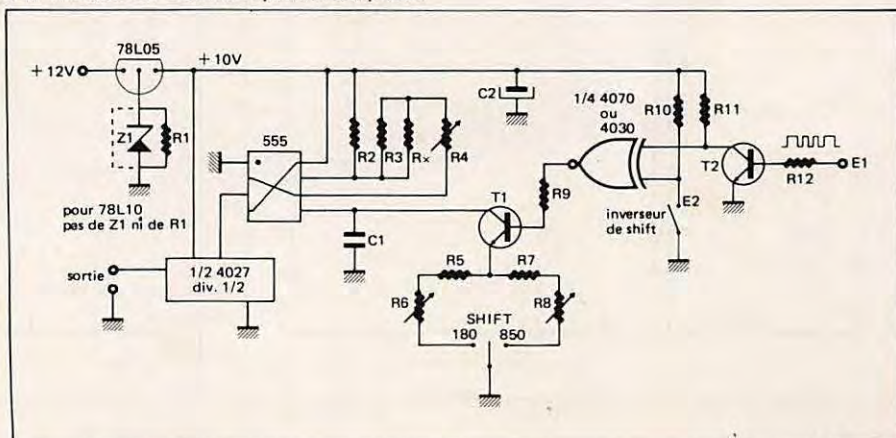 78L05
+ 12V
+ 10V
Z1
R1
pour 78L10
pas de Z1 ni de R1
555
R2
R3
Rx
R4
C2
1/4 4070
ou
4030
R10
R11
T2
R12
E1
E2
inverseur
de shift
R9
T1
C1
R5
R7
R6
R8
SHIFT
180
850
sortie
1/2 4027
div. 1/2